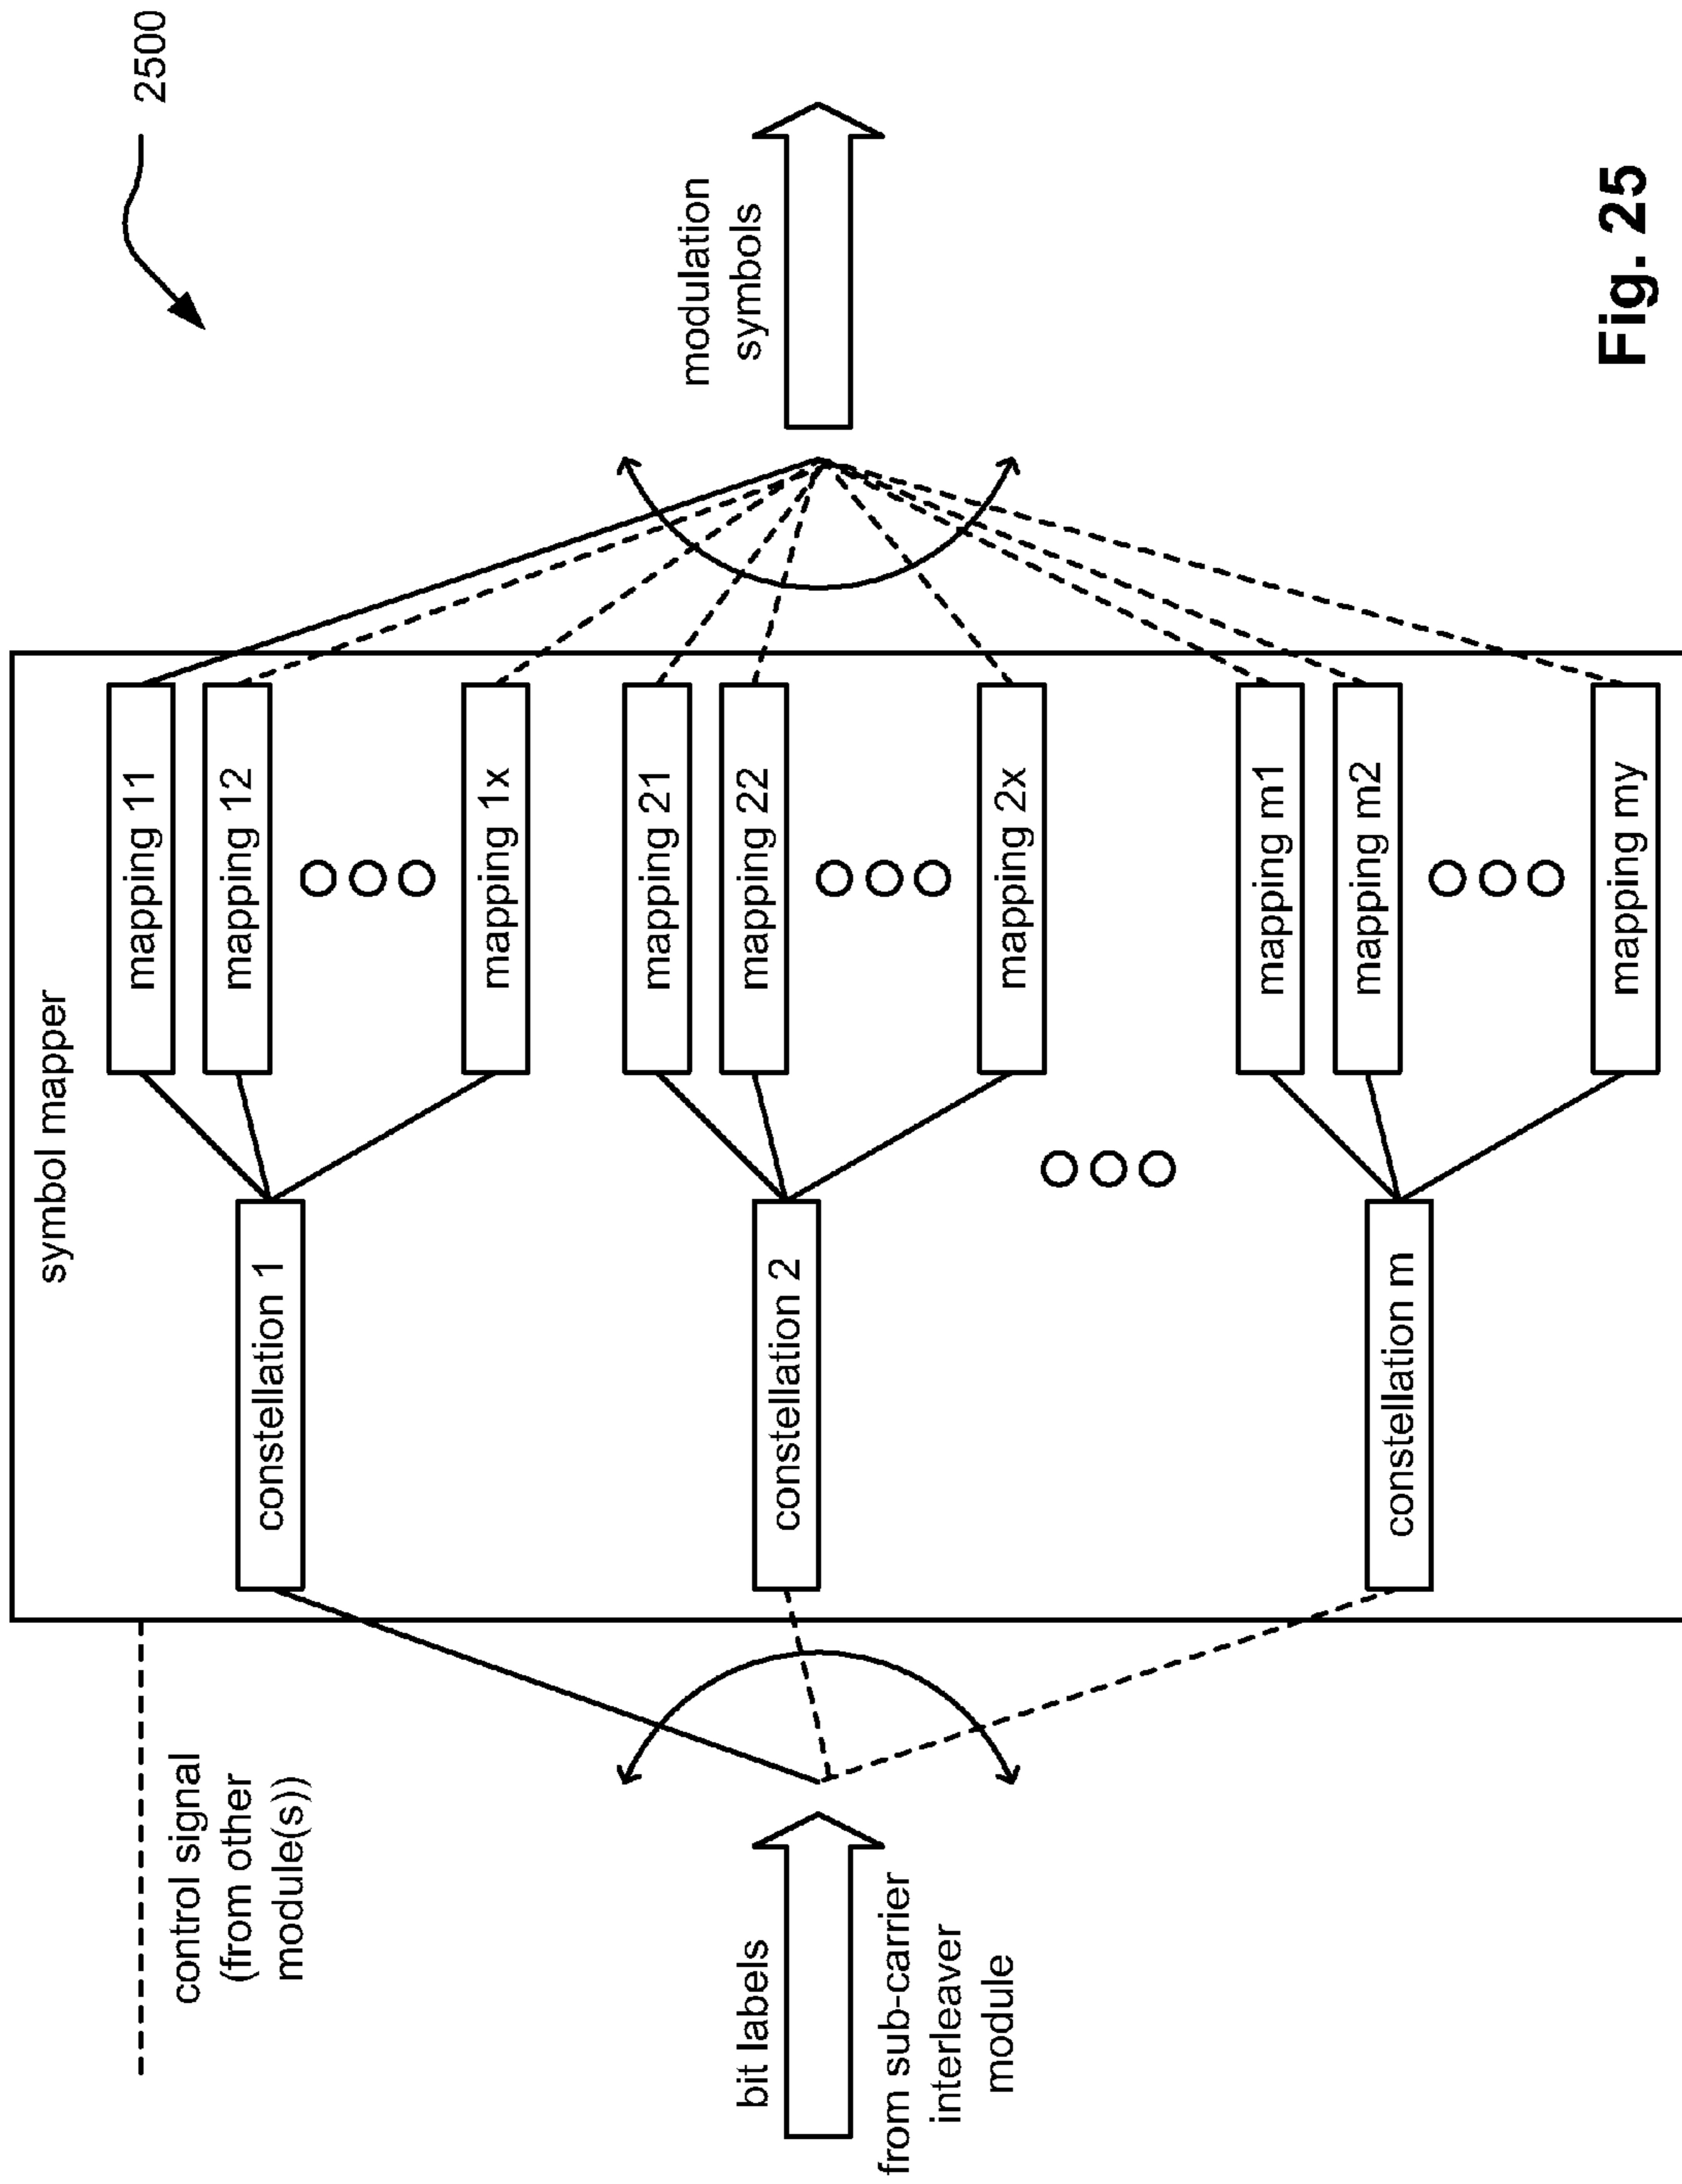 2500
symbol mapper
control signal
(from other
module(s))
bit labels
from sub-carrier
interleaver
module
constellation 1
mapping 11
mapping 12
mapping 1x
constellation 2
mapping 21
mapping 22
mapping 2x
constellation m
mapping m1
mapping m2
mapping my
modulation
symbols
Fig. 25